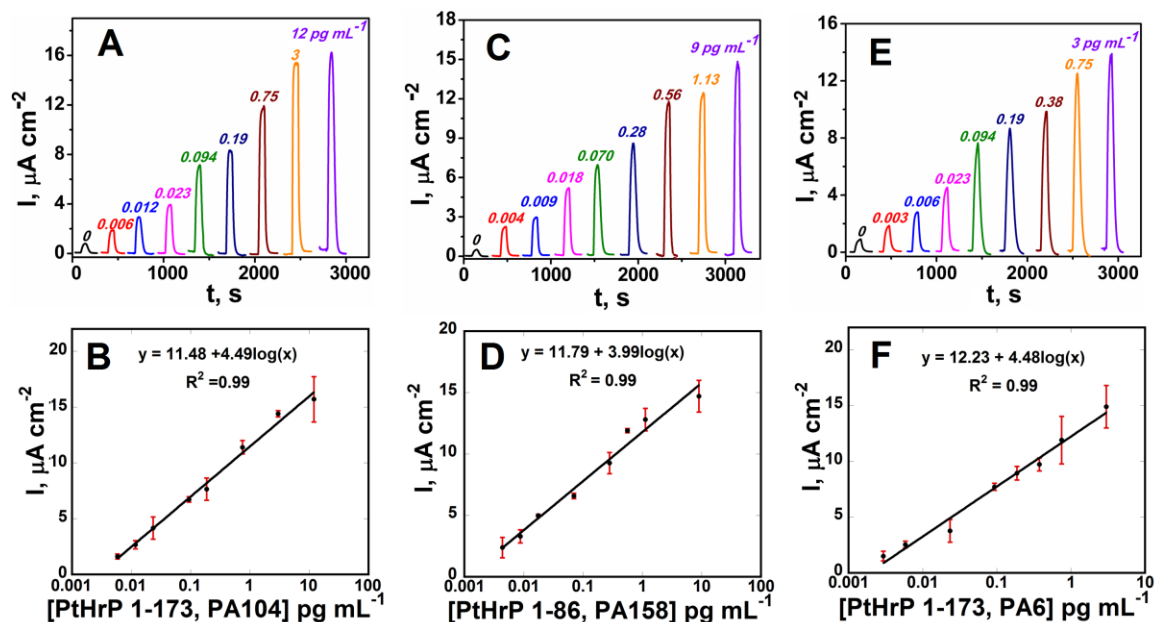 A
I, μA cm⁻²
16
12
8
4
0
0
0.006
0.012
0.023
0.094
0.19
0.75
3
12 pg mL⁻¹
0 1000 2000 3000
t, s
C
I, μA cm⁻²
18
15
12
9
6
3
0
0
0.004
0.009
0.018
0.070
0.28
0.56
1.13
9 pg mL⁻¹
0 1000 2000 3000
t, s
E
I, μA cm⁻²
16
12
8
4
0
0
0.003
0.006
0.023
0.094
0.19
0.38
0.75
3 pg mL⁻¹
0 1000 2000 3000
t, s
B
y = 11.48 +4.49log(x)
R² =0.99
I, μA cm⁻²
20
15
10
5
0
0.001 0.01 0.1 1 10 100
[PtHrP 1-173, PA104] pg mL⁻¹
D
y = 11.79 + 3.99log(x)
R² = 0.99
I, μA cm⁻²
20
15
10
5
0
0.001 0.01 0.1 1 10 100
[PtHrP 1-86, PA158] pg mL⁻¹
F
y = 12.23 + 4.48log(x)
R² = 0.99
I, μA cm⁻²
20
15
10
5
0
0.001 0.01 0.1 1 10
[PtHrP 1-173, PA6] pg mL⁻¹